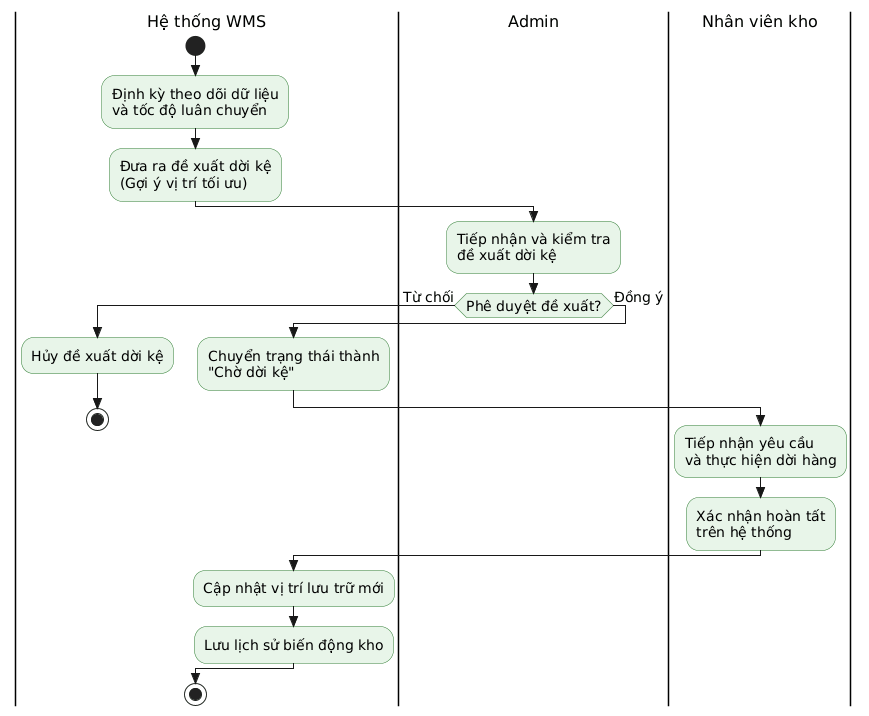 Hệ thống WMS
Admin
Nhân viên kho
Định kỳ theo dõi dữ liệu
và tốc độ luân chuyển
Đưa ra đề xuất dời kệ
(Gợi ý vị trí tối ưu)
Tiếp nhận và kiểm tra
đề xuất dời kệ
Từ chối
Phê duyệt đề xuất?
Đồng ý
Hủy đề xuất dời kệ
Chuyển trạng thái thành
"Chờ dời kệ"
Tiếp nhận yêu cầu
và thực hiện dời hàng
Xác nhận hoàn tất
trên hệ thống
Cập nhật vị trí lưu trữ mới
Lưu lịch sử biến động kho